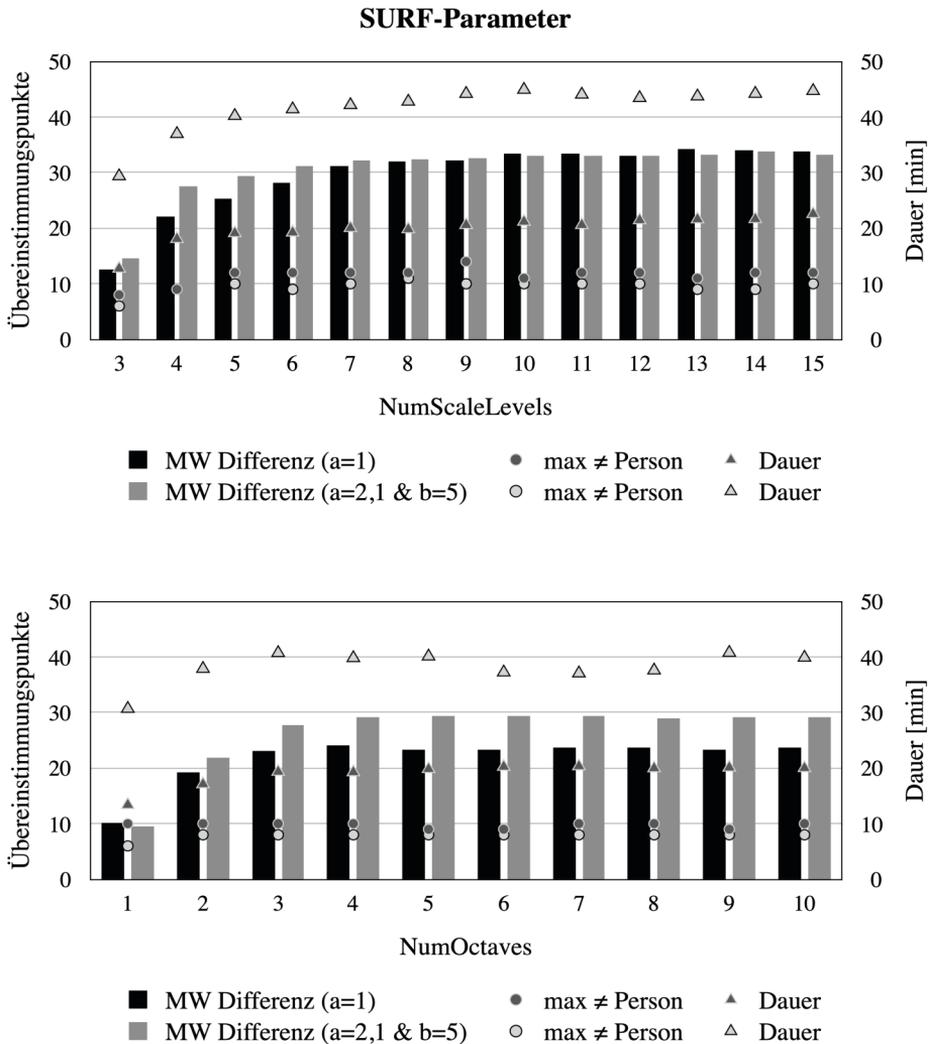 SURF-Parameter
50 50
40 40
30 30
20 20
10 10
0 0
Übereinstimmungspunkte
Dauer [min]
3 4 5 6 7 8 9 10 11 12 13 14 15
NumScaleLevels
MW Differenz (a=1) max ≠ Person Dauer
MW Differenz (a=2,1 & b=5) max ≠ Person Dauer
50 50
40 40
30 30
20 20
10 10
0 0
Übereinstimmungspunkte
Dauer [min]
1 2 3 4 5 6 7 8 9 10
NumOctaves
MW Differenz (a=1) max ≠ Person Dauer
MW Differenz (a=2,1 & b=5) max ≠ Person Dauer